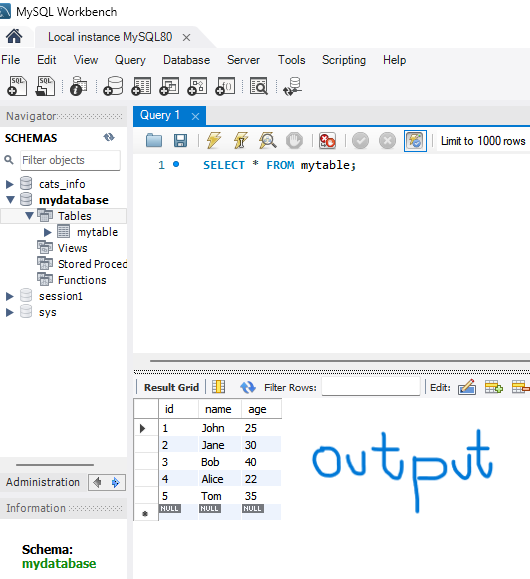 MySQL Workbench
Local instance MySQL80
File Edit View Query Database Server Tools Scripting Help
Navigator
SCHEMAS
Filter objects
cats_info
mydatabase
Tables
mytable
Views
Stored Proced
Functions
session1
sys
Administration
Information
Schema:
mydatabase
Query 1
Limit to 1000 rows
1 SELECT * FROM mytable;
Result Grid Filter Rows: Edit:
id name age
1 John 25
2 Jane 30
3 Bob 40
4 Alice 22
5 Tom 35
NULL NULL NULL
output